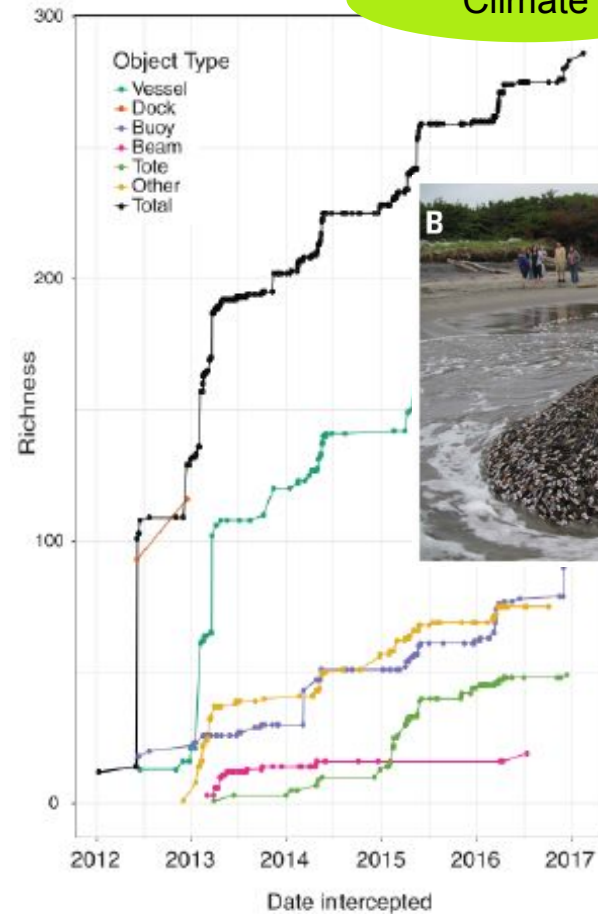 Climate
300
Object Type
Vessel
Dock
Buoy
Beam
Tote
Other
Total
B
200
Richness
100
0
2012 2013 2014 2015 2016 2017
Date intercepted